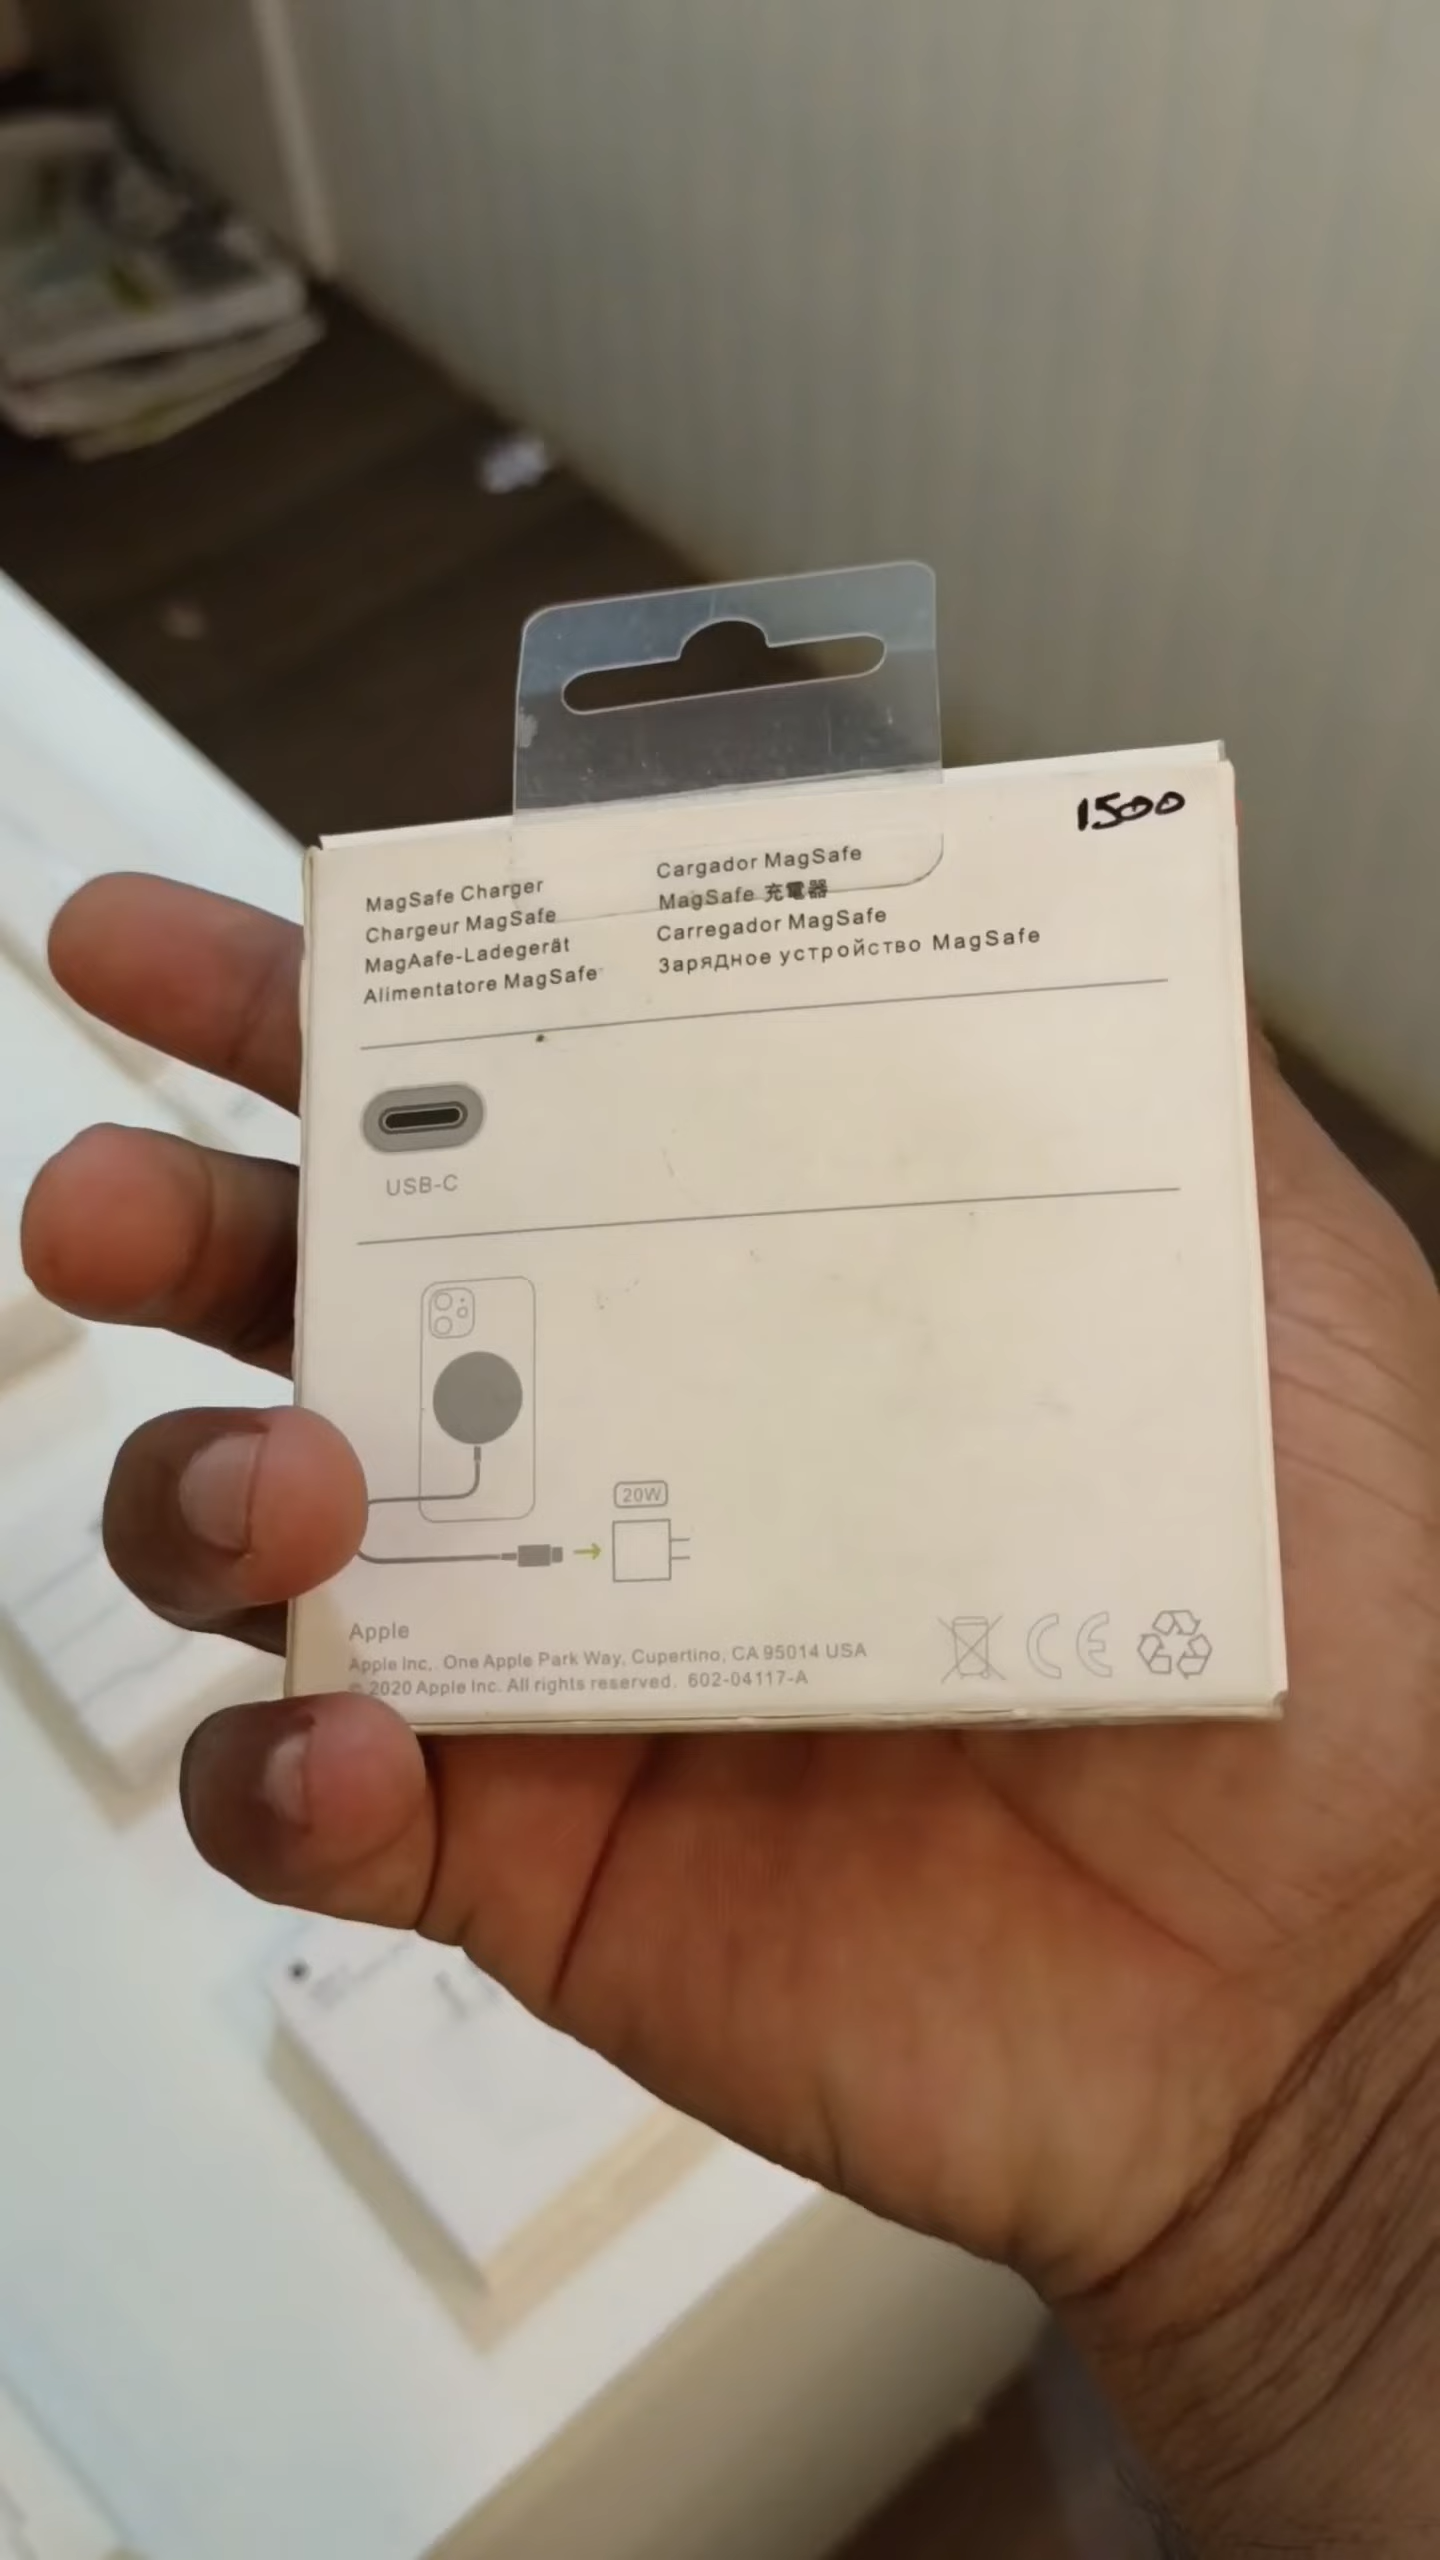 1500
MagSafe Charger
Chargeur MagSafe
MagAafe-Ladegerät
Alimentatore MagSafe
Cargador MagSafe
MagSafe 充電器
Carregador MagSafe
Зарядное устройство MagSafe
USB-C
20W
Apple
Apple Inc. One Apple Park Way, Cupertino, CA 95014 USA
© 2020 Apple Inc. All rights reserved. 602-04117-A
CE